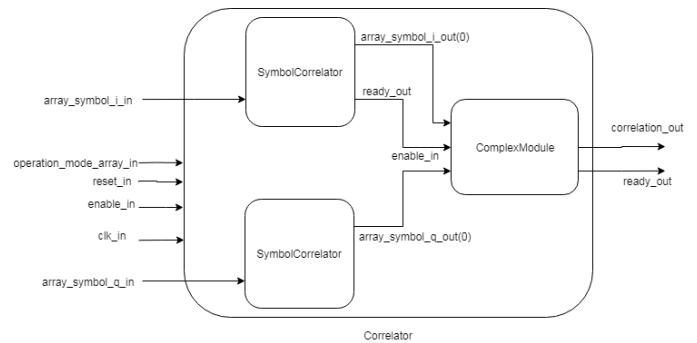 array_symbol_i_out(0)
SymbolCorrelator
ready_out
array_symbol_i_in
correlation_out
ComplexModule
enable_in
operation_mode_array_in
reset_in
ready_out
enable_in
clk_in
array_symbol_q_out(0)
SymbolCorrelator
array_symbol_q_in
Correlator